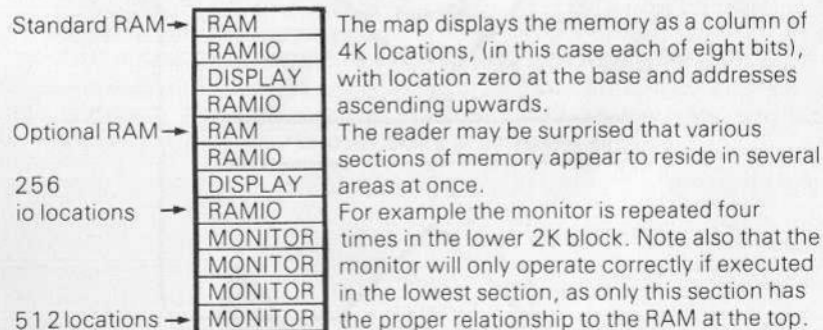 Standard RAM→
Optional RAM→
256
io locations →
512 locations →
RAM
RAMIO
DISPLAY
RAMIO
RAM
RAMIO
DISPLAY
RAMIO
MONITOR
MONITOR
MONITOR
MONITOR
The map displays the memory as a column of
4K locations, (in this case each of eight bits),
with location zero at the base and addresses
ascending upwards.
The reader may be surprised that various
sections of memory appear to reside in several
areas at once.
For example the monitor is repeated four
times in the lower 2K block. Note also that the
monitor will only operate correctly if executed
in the lowest section, as only this section has
the proper relationship to the RAM at the top.